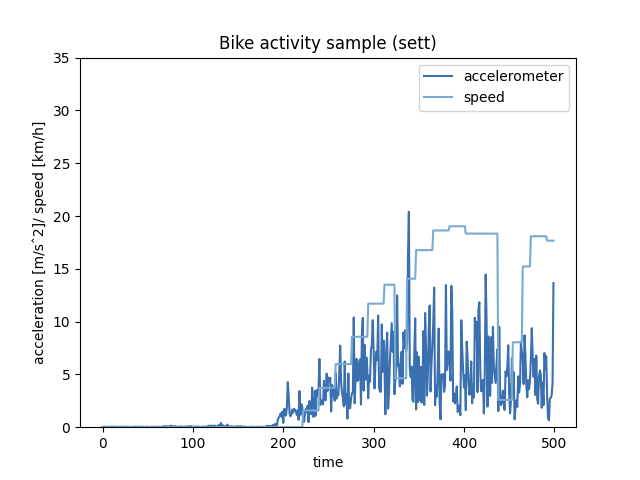 Bike activity sample (sett)
accelerometer
speed
acceleration [m/s^2]/ speed [km/h]
35
30
25
20
15
10
5
0
0 100 200 300 400 500
time